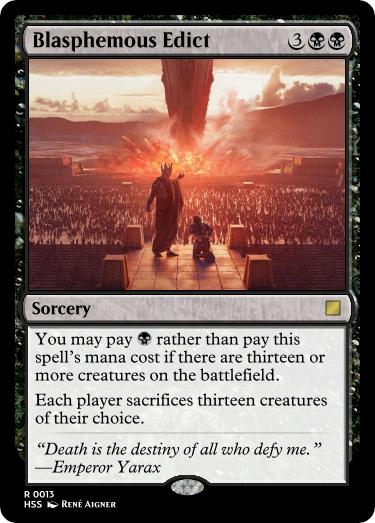 Blasphemous Edict 3
Sorcery
You may pay rather than pay this
spell's mana cost if there are thirteen or
more creatures on the battlefield.
Each player sacrifices thirteen creatures
of their choice.
“Death is the destiny of all who defy me.”
—Emperor Yarax
R 0013
HSS RENÉ AIGNER